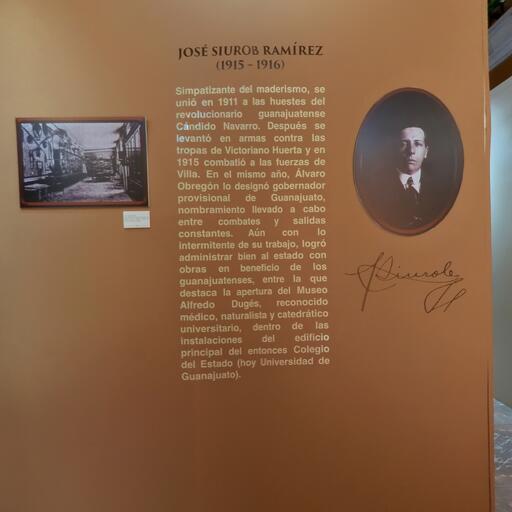 JOSÉ SIUROB RAMÍREZ
(1915 - 1916)
Simpatizante del maderismo, se
unió en 1911 a las huestes del
revolucionario guanajuatense
Cándido Navarro. Después se
levantó en armas contra las
tropas de Victoriano Huerta y en
1915 combatió a las fuerzas de
Villa. En el mismo año, Álvaro
Obregón lo designó gobernador
provisional de Guanajuato,
nombramiento llevado a cabo
entre combates y salidas
constantes. Aún con lo
intermitente de su trabajo, logró
administrar bien al estado con
obras en beneficio de los
guanajuatenses, entre la que
destaca la apertura del Museo
Alfredo Dugés, reconocido
médico, naturalista y catedrático
universitario, dentro de las
instalaciones del edificio
principal del entonces Colegio
del Estado (hoy Universidad de
Guanajuato).